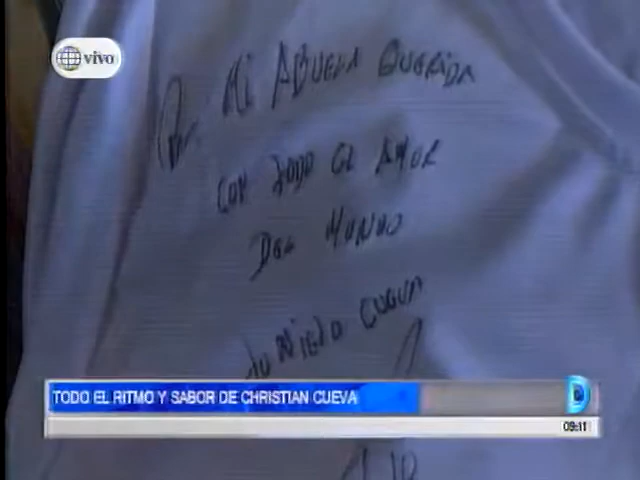 vivo
MI ABUELA QUERIDA
CON TODO EL AMOR
DEL MUNDO
TU NIETO CUEVA
TODO EL RITMO Y SABOR DE CHRISTIAN CUEVA
09:11